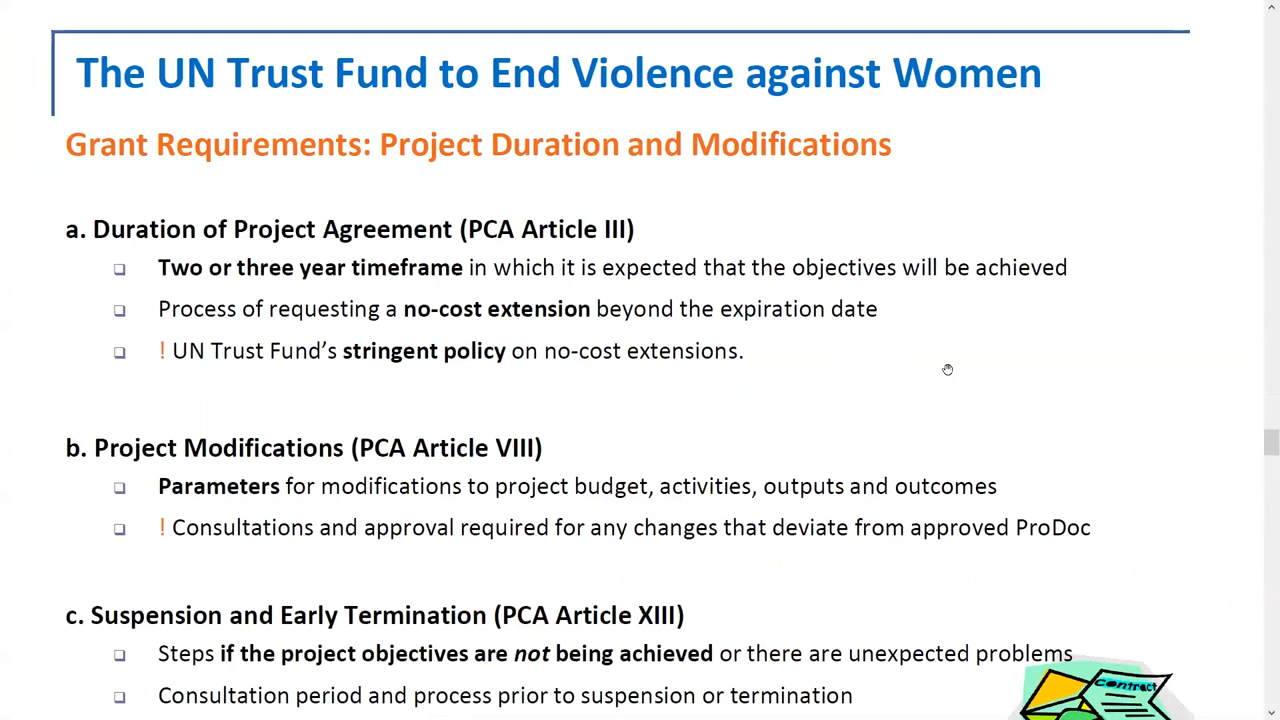 The UN Trust Fund to End Violence against Women
Grant Requirements: Project Duration and Modifications
a. Duration of Project Agreement (PCA Article III)
Two or three year timeframe in which it is expected that the objectives will be achieved
Process of requesting a no-cost extension beyond the expiration date
! UN Trust Fund’s stringent policy on no-cost extensions.
b. Project Modifications (PCA Article VIII)
Parameters for modifications to project budget, activities, outputs and outcomes
! Consultations and approval required for any changes that deviate from approved ProDoc
c. Suspension and Early Termination (PCA Article XIII)
Steps if the project objectives are not being achieved or there are unexpected problems
Consultation period and process prior to suspension or termination
contract